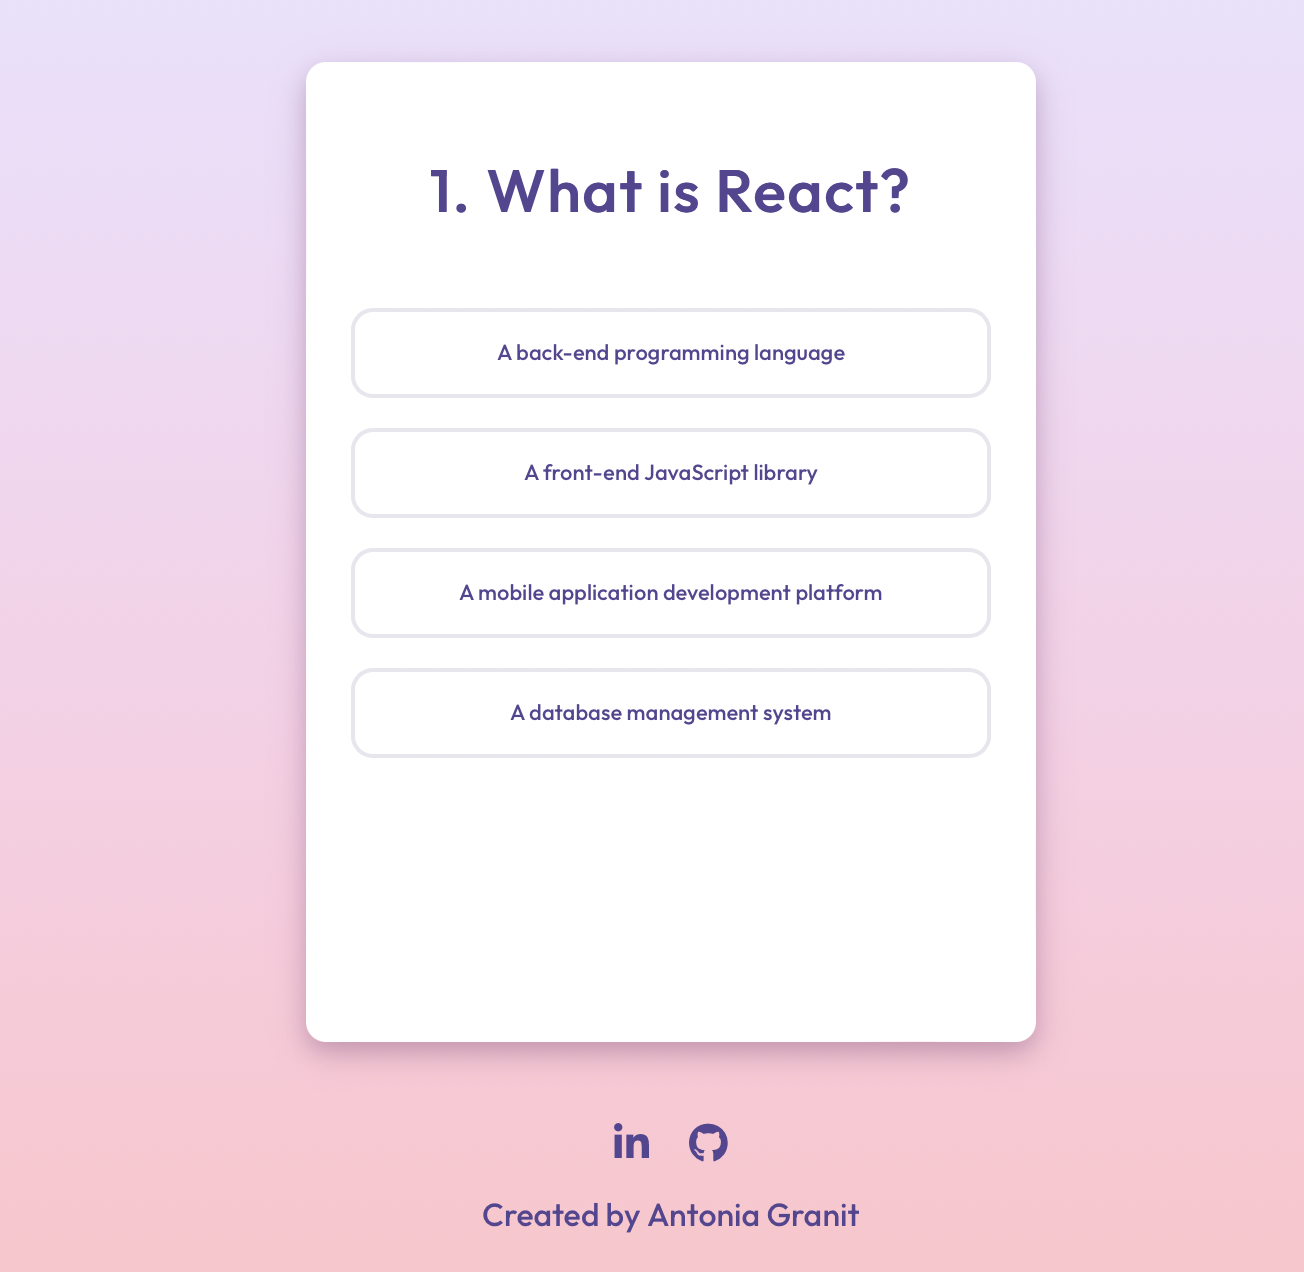 1. What is React?
A back-end programming language
A front-end JavaScript library
A mobile application development platform
A database management system
in
Created by Antonia Granit